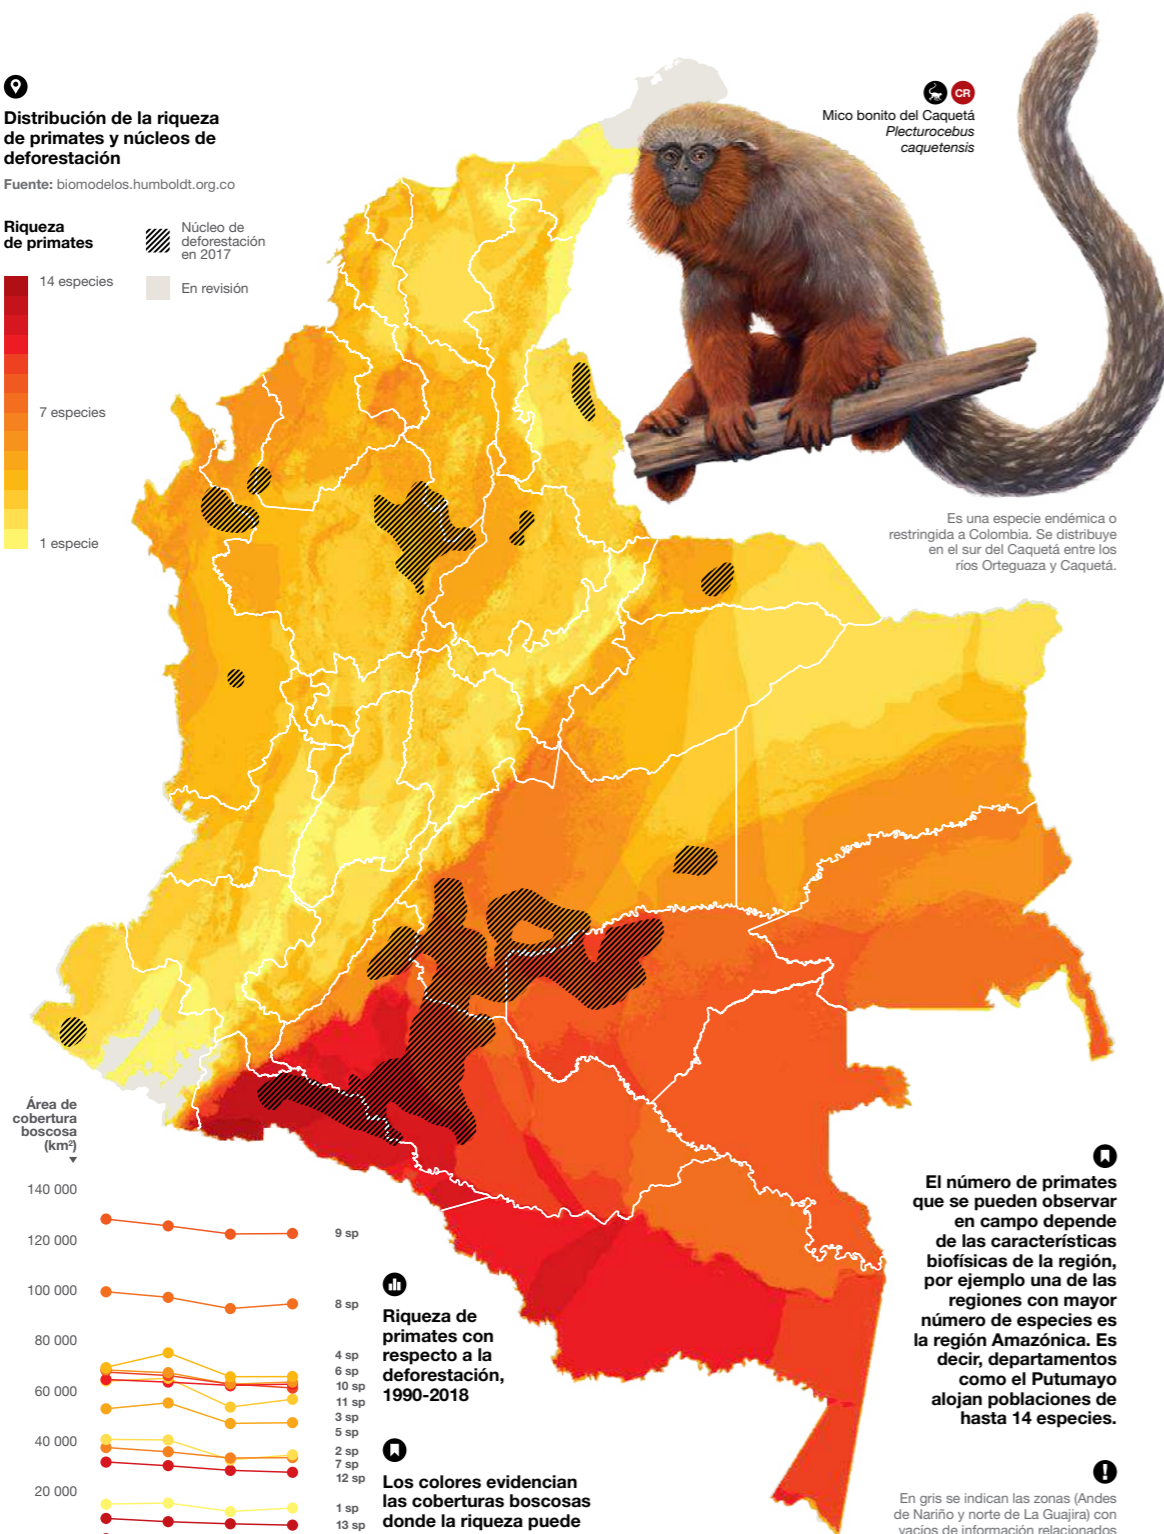 Distribución de la riqueza
de primates y núcleos de
deforestación
Fuente: biomodelos.humboldt.org.co
Riqueza
de primates
14 especies
7 especies
1 especie
Núcleo de
deforestación
en 2017
En revisión
CR
Mico bonito del Caquetá
Plecturocebus
caquetensis
Es una especie endémica o
restringida a Colombia. Se distribuye
en el sur del Caquetá entre los
ríos Orteguaza y Caquetá.
Área de
cobertura
boscosa
(km²)
140 000
120 000
100 000
80 000
60 000
40 000
20 000
9 sp
8 sp
4 sp
6 sp
10 sp
11 sp
3 sp
5 sp
2 sp
7 sp
12 sp
1 sp
13 sp
Riqueza de
primates con
respecto a la
deforestación,
1990-2018
Los colores evidencian
las coberturas boscosas
donde la riqueza puede
El número de primates
que se pueden observar
en campo depende
de las características
biofísicas de la región,
por ejemplo una de las
regiones con mayor
número de especies es
la región Amazónica. Es
decir, departamentos
como el Putumayo
alojan poblaciones de
hasta 14 especies.
En gris se indican las zonas (Andes
de Nariño y norte de La Guajira) con
vacíos de información relacionados